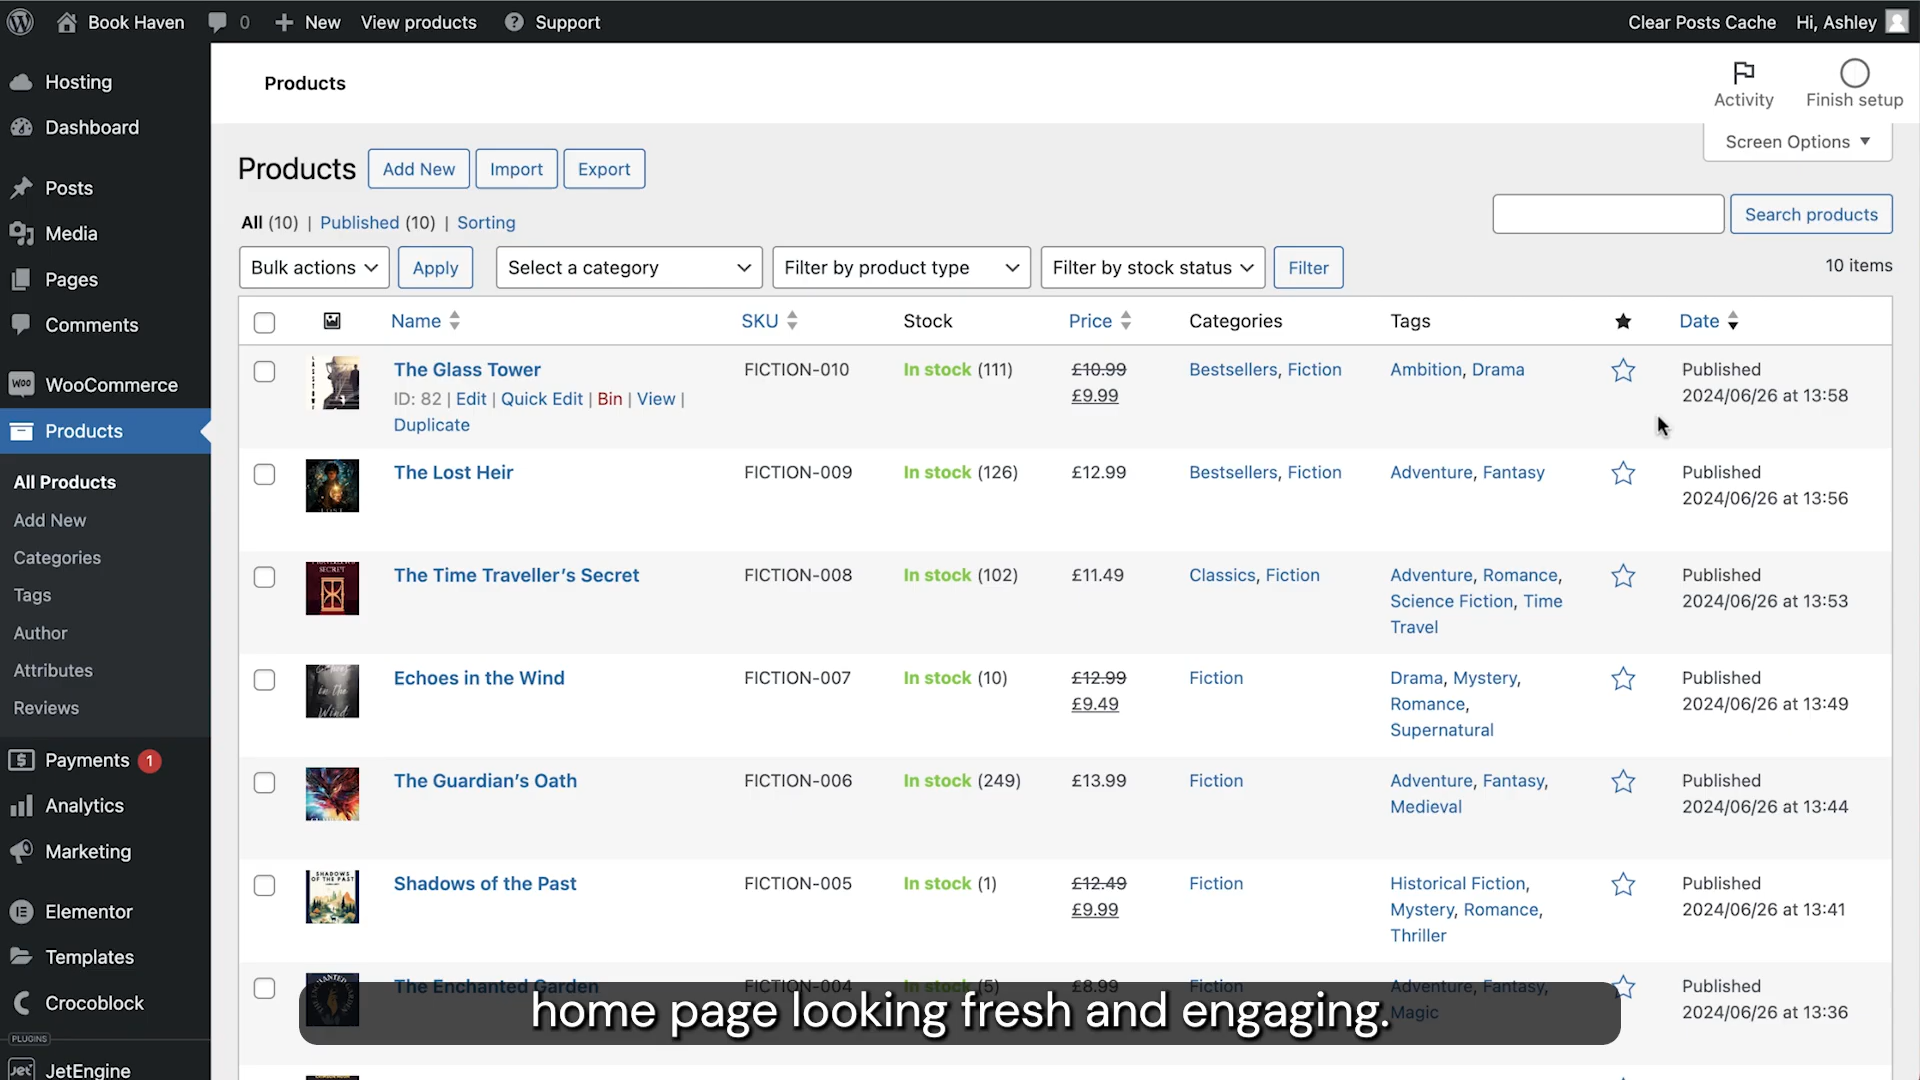 Book Haven
0
New
View products
Support
Clear Posts Cache
Hi, Ashley
Hosting
Dashboard
Posts
Media
Pages
Comments
WooCommerce
Products
All Products
Add New
Categories
Tags
Author
Attributes
Reviews
Payments 1
Analytics
Marketing
Elementor
Templates
Crocoblock
PLUGINS
JetEngine
Products
Activity
Finish setup
Screen Options
Products
Add New
Import
Export
All (10) | Published (10) | Sorting
Search products
Bulk actions
Apply
Select a category
Filter by product type
Filter by stock status
Filter
10 items
Name SKU Stock Price Categories Tags Date
The Glass Tower
ID: 82 | Edit | Quick Edit | Bin | View |
Duplicate
FICTION-010
In stock (111)
£10.99
£9.99
Bestsellers, Fiction
Ambition, Drama
Published
2024/06/26 at 13:58
The Lost Heir
FICTION-009
In stock (126)
£12.99
Bestsellers, Fiction
Adventure, Fantasy
Published
2024/06/26 at 13:56
The Time Traveller’s Secret
FICTION-008
In stock (102)
£11.49
Classics, Fiction
Adventure, Romance,
Science Fiction, Time
Travel
Published
2024/06/26 at 13:53
Echoes in the Wind
FICTION-007
In stock (10)
£12.99
£9.49
Fiction
Drama, Mystery,
Romance,
Supernatural
Published
2024/06/26 at 13:49
The Guardian’s Oath
FICTION-006
In stock (249)
£13.99
Fiction
Adventure, Fantasy,
Medieval
Published
2024/06/26 at 13:44
SHADOWS
OF THE PAST
Shadows of the Past
FICTION-005
In stock (1)
£12.49
£9.99
Fiction
Historical Fiction,
Mystery, Romance,
Thriller
Published
2024/06/26 at 13:41
The Enchanted Garden
FICTION-004
In stock (5)
£8.99
Fiction
Adventure, Fantasy,
Magic
Published
2024/06/26 at 13:36
home page looking fresh and engaging.